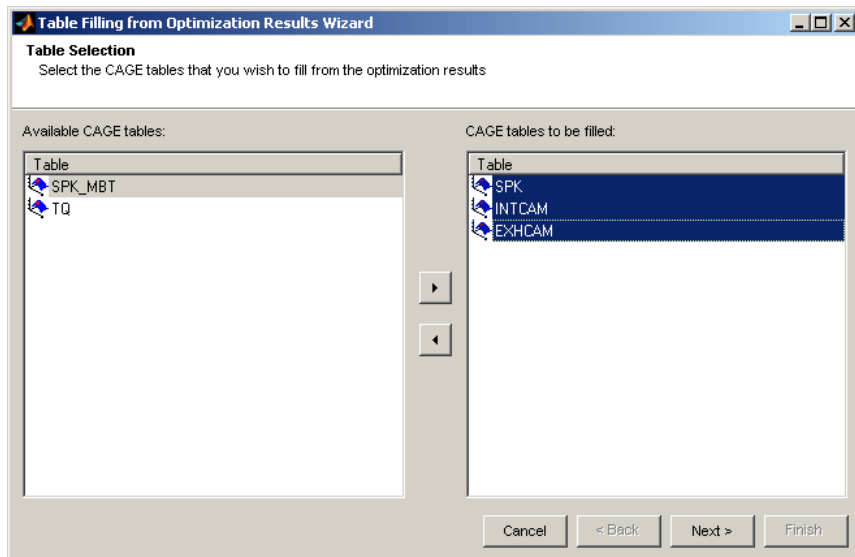 Table Filling from Optimization Results Wizard
Table Selection
Select the CAGE tables that you wish to fill from the optimization results
Available CAGE tables:
Table
SPK_MBT
TQ
CAGE tables to be filled:
Table
SPK
INTCAM
EXHCAM
Cancel
< Back
Next >
Finish